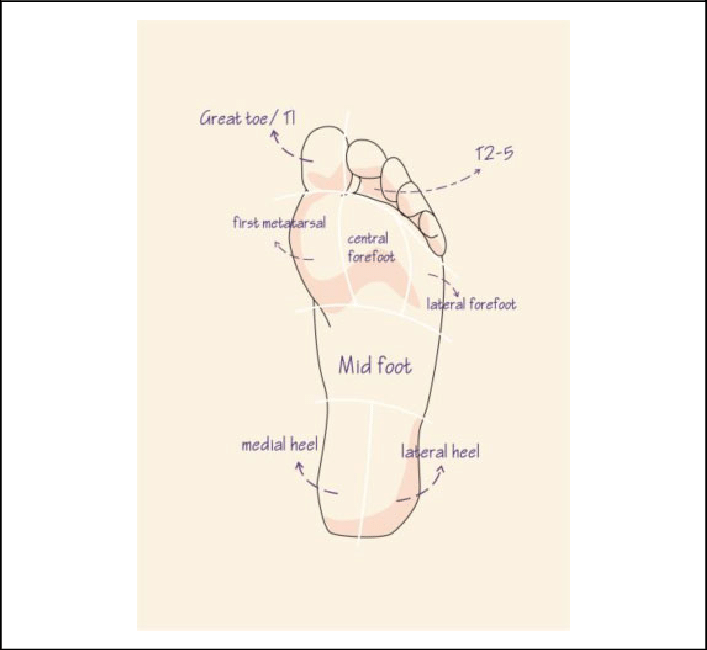 Great toe/ T1
T2-5
first metatarsal
central
forefoot
lateral forefoot
Mid foot
medial heel
lateral heel